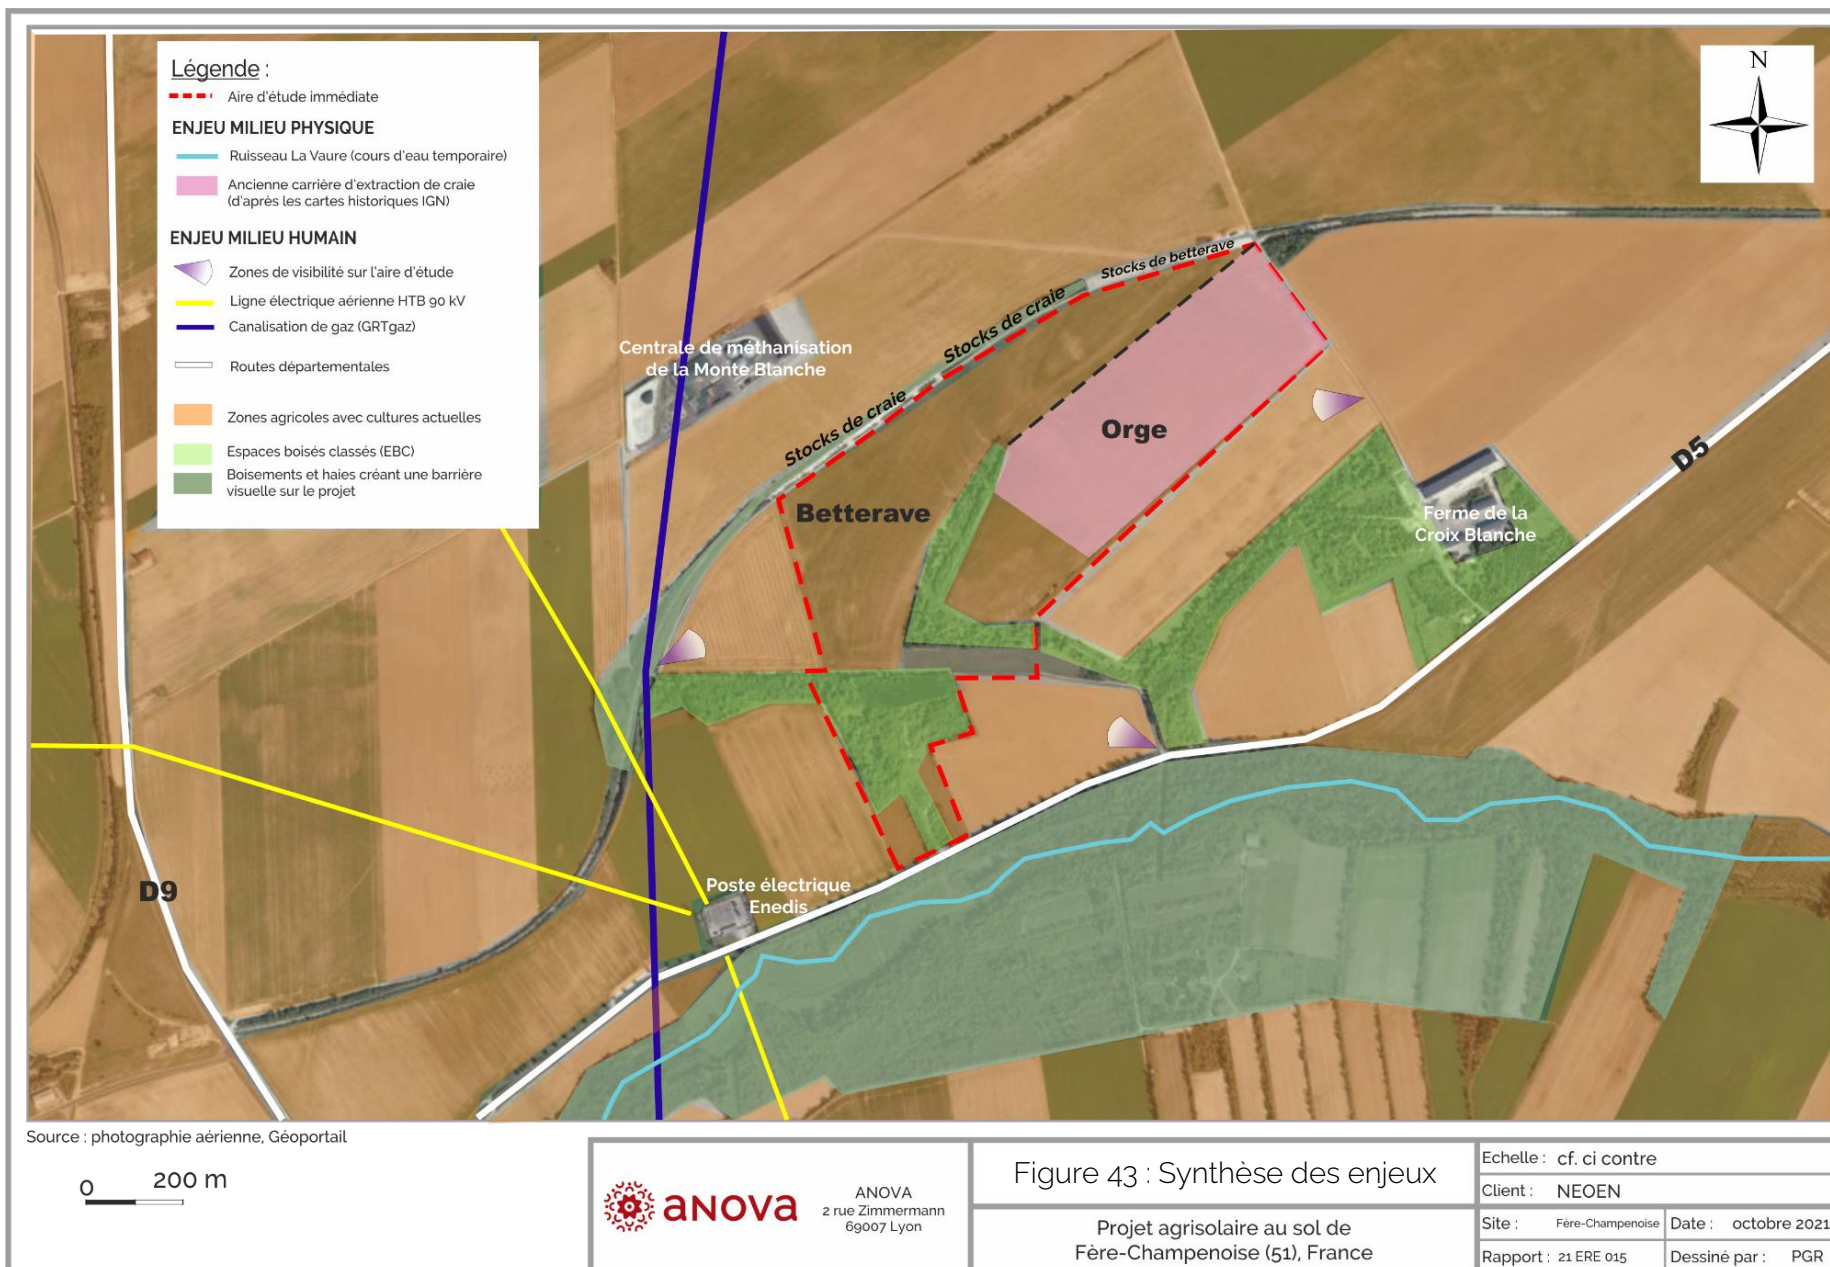 Légende :
Aire d'étude immédiate
ENJEU MILIEU PHYSIQUE
Ruisseau La Vaure (cours d'eau temporaire)
Ancienne carrière d'extraction de craie
(d'après les cartes historiques IGN)
ENJEU MILIEU HUMAIN
Zones de visibilité sur l'aire d'étude
Ligne électrique aérienne HTB 90 kV
Canalisation de gaz (GRTgaz)
Routes départementales
Zones agricoles avec cultures actuelles
Espaces boisés classés (EBC)
Boisements et haies créant une barrière
visuelle sur le projet
N
Stocks de betterave
Stocks de craie
Stocks de craie
Centrale de méthanisation
de la Monte Blanche
Orge
Betterave
D5
Ferme de la
Croix Blanche
D9
Poste électrique
Enedis
Source : photographie aérienne, Géoportail
0 200 m
anova
ANOVA
2 rue Zimmermann
69007 Lyon
Figure 43 : Synthèse des enjeux
Projet agrisolaire au sol de
Fère-Champenoise (51), France
Echelle : cf. ci contre
Client : NEOEN
Site : Fère-Champenoise Date : octobre 2021
Rapport : 21 ERE 015 Dessiné par : PGR